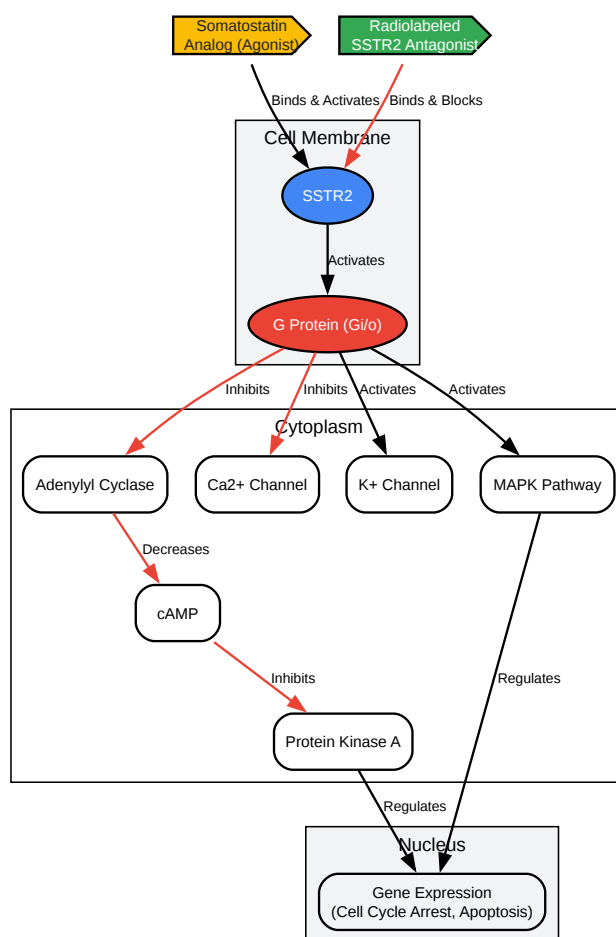 Somatostatin
Analog (Agonist)
Radiolabeled
SSTR2 Antagonist
Binds & Activates
Binds & Blocks
Cell Membrane
SSTR2
Activates
G Protein (Gi/o)
Inhibits
Inhibits
Activates
Activates
Cytoplasm
Adenylyl Cyclase
Ca2+ Channel
K+ Channel
MAPK Pathway
Decreases
cAMP
Inhibits
Regulates
Protein Kinase A
Regulates
Nucleus
Gene Expression
(Cell Cycle Arrest, Apoptosis)